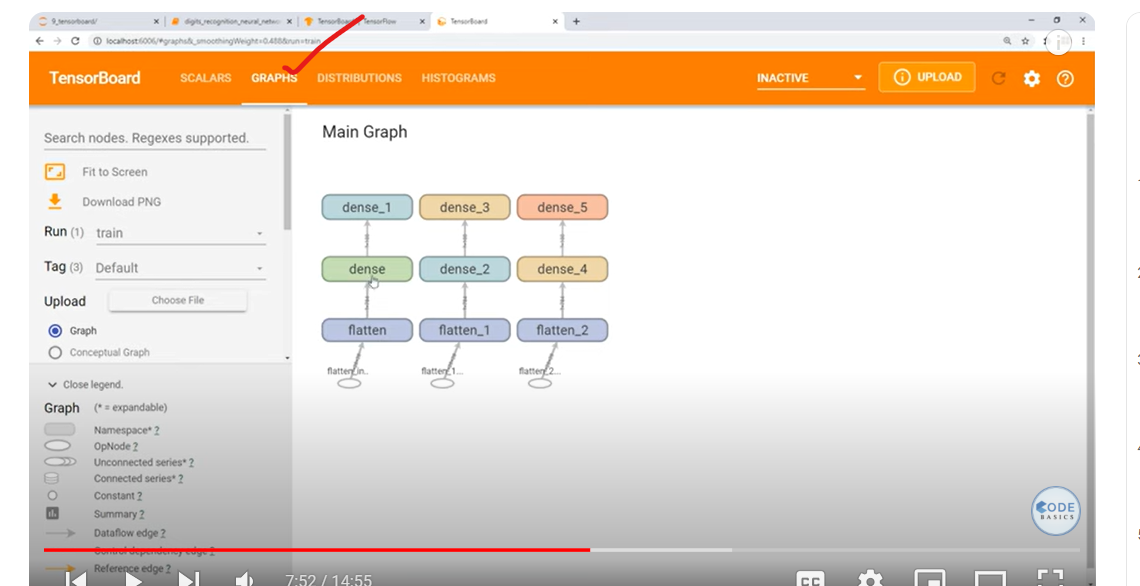 9_tensorboard/
digits_recognition_neural_netwo
TensorBoard | TensorFlow
TensorBoard
localhost:6006/#graphs&_smoothingWeight=0.488&run=train
TensorBoard
SCALARS
GRAPHS
DISTRIBUTIONS
HISTOGRAMS
INACTIVE
UPLOAD
Search nodes. Regexes supported.
Fit to Screen
Download PNG
Run (1) train
Tag (3) Default
Upload Choose File
Graph
Conceptual Graph
Close legend.
Graph (* = expandable)
Namespace* ?
OpNode ?
Unconnected series* ?
Connected series* ?
Constant ?
Summary ?
Dataflow edge ?
Control dependency edge ?
Reference edge ?
Main Graph
dense_1 dense_3 dense_5
dense dense_2 dense_4
flatten flatten_1 flatten_2
flatten_in... flatten_1... flatten_2...
CODE
BASICS
7:52 / 14:55
CC